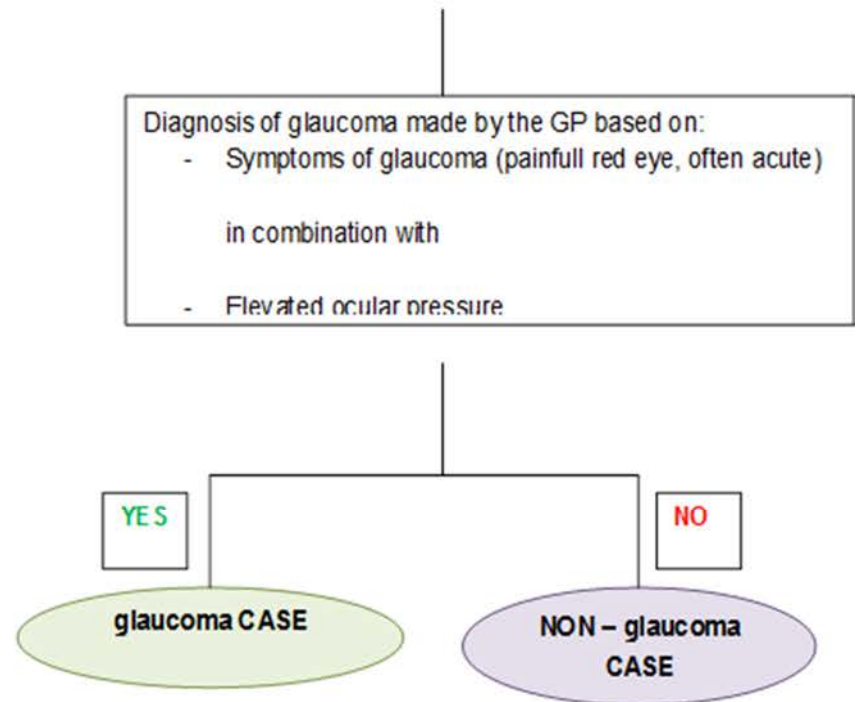 Diagnosis of glaucoma made by the GP based on:
- Symptoms of glaucoma (painfull red eye, often acute)
in combination with
- Elevated ocular pressure
YES
NO
glaucoma CASE
NON – glaucoma
CASE